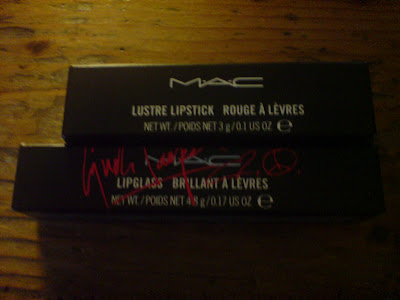 MAC
LUSTRE LIPSTICK ROUGE À LÈVRES
NET WT. / POIDS NET 3 g / 0.1 US OZ ℮
MAC
LIPGLASS BRILLANT À LÈVRES
NET WT. / POIDS NET 4.8 g / 0.17 US OZ ℮